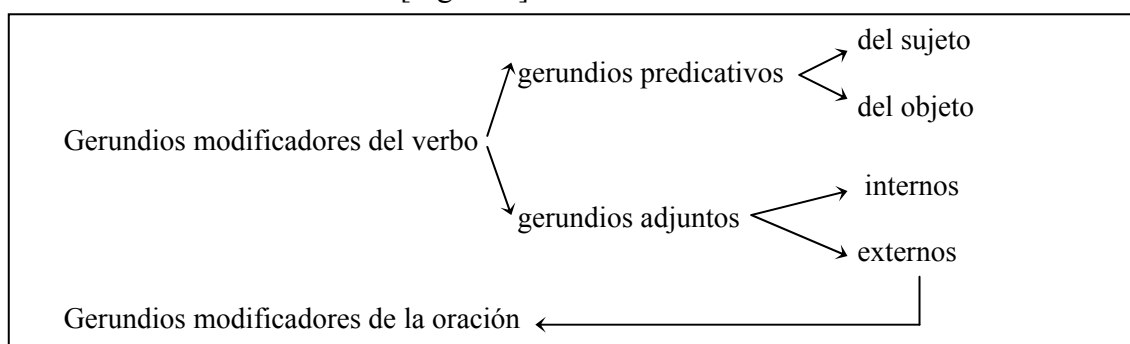 del sujeto
gerundios predicativos
del objeto
Gerundios modificadores del verbo
internos
gerundios adjuntos
externos
Gerundios modificadores de la oración